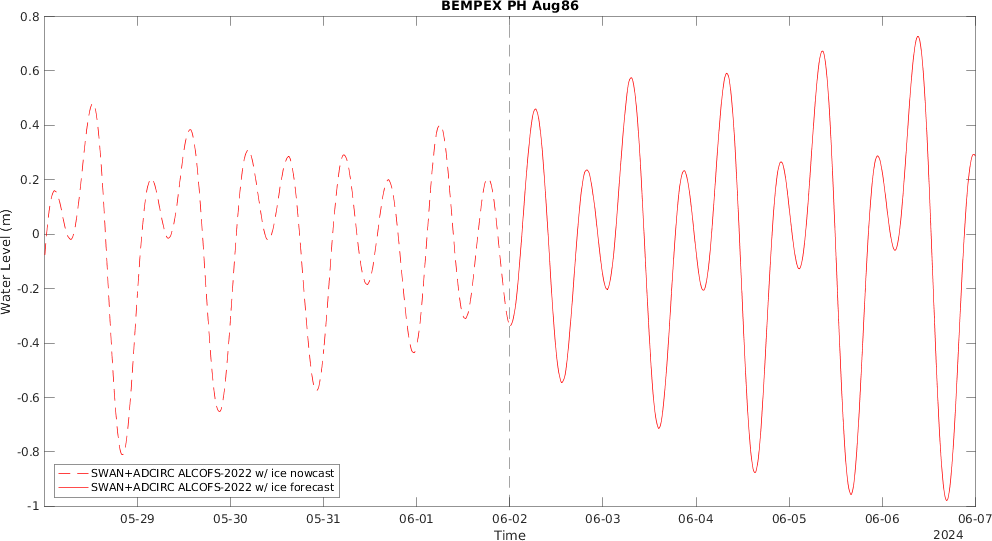 BEMPEX PH Aug86
0.8
0.6
0.4
0.2
0
-0.2
-0.4
-0.6
-0.8
-1
Water Level (m)
SWAN+ADCIRC ALCOFS-2022 w/ ice nowcast
SWAN+ADCIRC ALCOFS-2022 w/ ice forecast
05-29 05-30 05-31 06-01 06-02 06-03 06-04 06-05 06-06 06-07
Time
2024